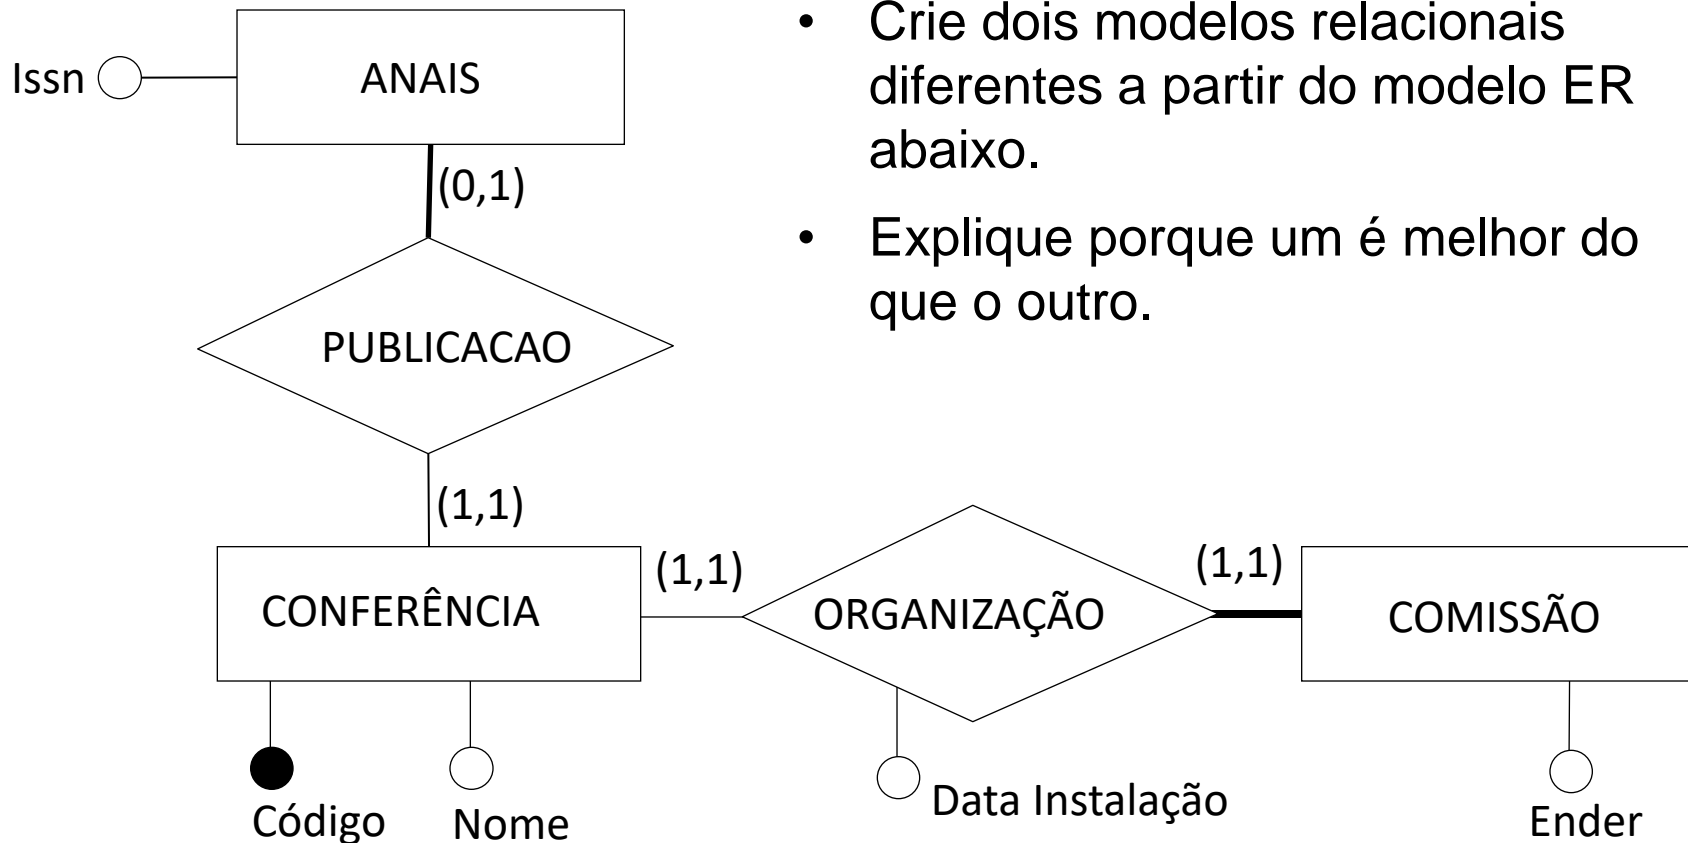 Issn
ANAIS
(0,1)
PUBLICACAO
(1,1)
CONFERÊNCIA
(1,1)
ORGANIZAÇÃO
(1,1)
COMISSÃO
Código
Nome
Data Instalação
Ender
• Crie dois modelos relacionais
diferentes a partir do modelo ER
abaixo.
• Explique porque um é melhor do
que o outro.